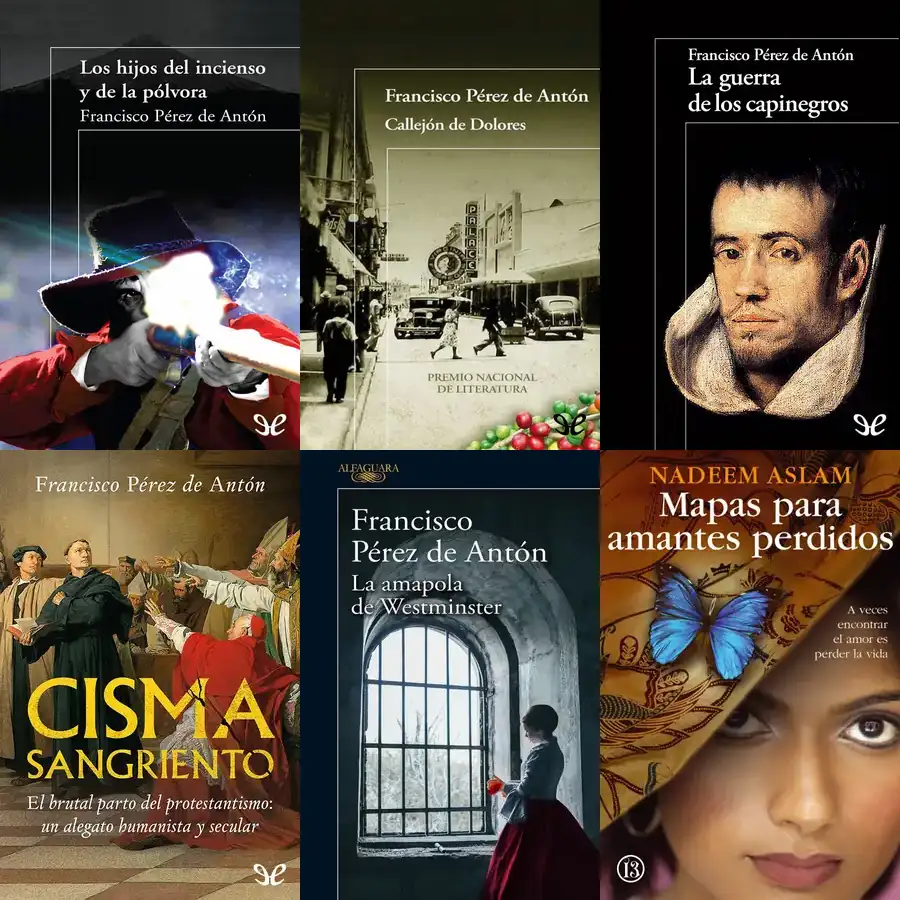 Los hijos del incienso
y de la pólvora
Francisco Pérez de Antón
Francisco Pérez de Antón
Callejón de Dolores
PALACE
PREMIO NACIONAL
DE LITERATURA
Francisco Pérez de Antón
La guerra
de los capinegros
Francisco Pérez de Antón
CISMA
SANGRIENTO
El brutal parto del protestantismo:
un alegato humanista y secular
ALFAGUARA
Francisco
Pérez de Antón
La amapola
de Westminster
NADEEM ASLAM
Mapas para
amantes perdidos
A veces
encontrar
el amor es
perder la vida
13